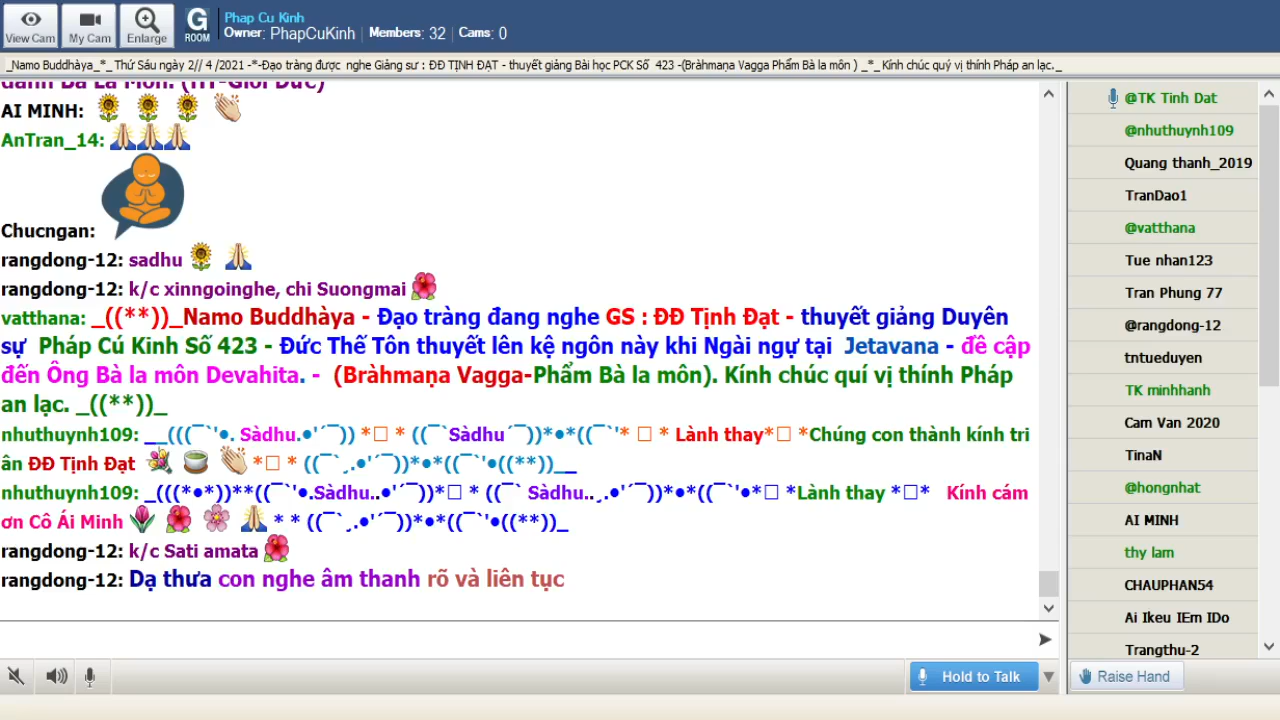 Phap Cu Kinh
Owner: PhapCuKinh | Members: 32 | Cams: 0
View Cam
My Cam
Enlarge
G
ROOM
_Namo Buddhàya_*_ Thứ Sáu ngày 2// 4 /2021 -*-Đạo tràng được nghe Giảng sư : ĐĐ TỊNH ĐẠT - thuyết giảng Bài học PCK Số 423 -(Bràhmaṇa Vagga Phẩm Bà la môn ) _*_ Kính chúc quý vị thính Pháp an lạc._
AI MINH:
AnTran_14:
Chucngan:
rangdong-12: sadhu
rangdong-12: k/c xinngoinghe, chi Suongmai
vatthana: _((**))_Namo Buddhàya - Đạo tràng đang nghe GS : ĐĐ Tịnh Đạt - thuyết giảng Duyên
sự Pháp Cú Kinh Số 423 - Đức Thế Tôn thuyết lên kệ ngôn này khi Ngài ngự tại Jetavana - đề cập
đến Ông Bà la môn Devahita. - (Bràhmaṇa Vagga-Phẩm Bà la môn). Kính chúc quí vị thính Pháp
an lạc. _((**))_
nhuthuynh109: __(((¯`'•. Sàdhu.•'´¯)) *□ * ((¯`Sàdhu´¯))*•*((¯`'* □ * Lành thay*□ *Chúng con thành kính tri
ân ĐĐ Tịnh Đạt *□ * ((¯`¸.•'´¯))*•*((¯`'•((**))__
nhuthuynh109: _(((*•*))**((¯`'•.Sàdhu..•'´¯))*□ * ((¯` Sàdhu..¸.•'´¯))*•*((¯`'•*□ *Lành thay *□* Kính cám
ơn Cô Ái Minh * * ((¯`¸.•'´¯))*•*((¯`'•((**))_
rangdong-12: k/c Sati amata
rangdong-12: Dạ thưa con nghe âm thanh rõ và liên tục
Hold to Talk
@TK Tinh Dat
@nhuthuynh109
Quang thanh_2019
TranDao1
@vatthana
Tue nhan123
Tran Phung 77
@rangdong-12
tntueduyen
TK minhhanh
Cam Van 2020
TinaN
@hongnhat
AI MINH
thy lam
CHAUPHAN54
Ai Ikeu IEm IDo
Trangthu-2
Raise Hand